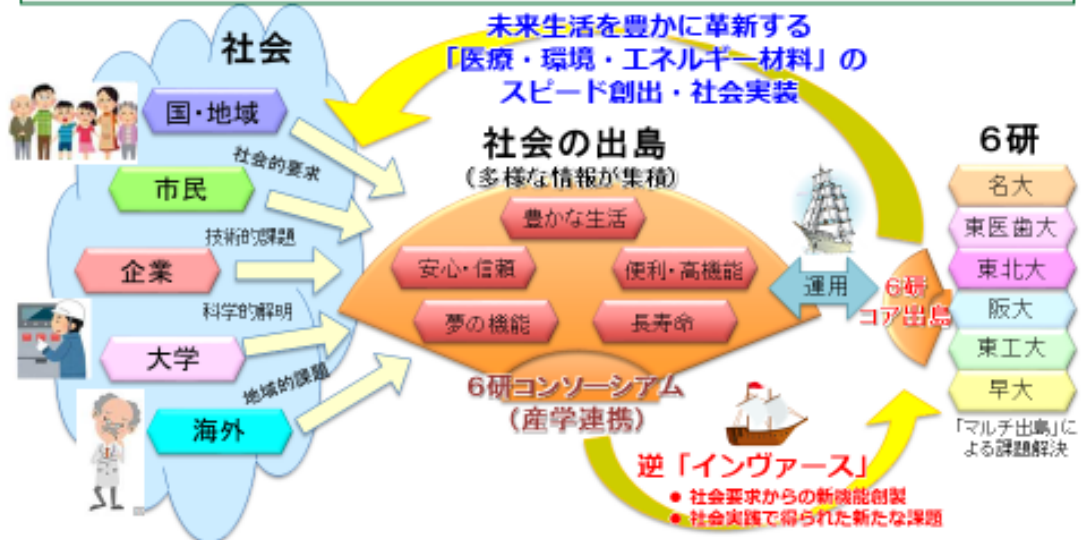 未来生活を豊かに革新する
「医療・環境・エネルギー材料」の
スピード創出・社会実装
社会
国・地域
社会的要求
市民
技術的課題
企業
科学的解明
大学
地域的課題
海外
社会の出島
(多様な情報が集積)
豊かな生活
安心・信頼
便利・高機能
夢の機能
長寿命
6研コンソーシアム
(産学連携)
運用
6研
コア出島
6研
名大
東医歯大
東北大
阪大
東工大
早大
「マルチ出島」に
よる課題解決
逆「インヴァース」
● 社会要求からの新機能創製
● 社会実践で得られた新たな課題